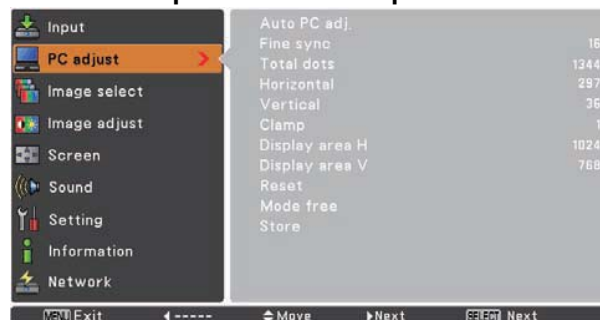 Input
PC adjust
Image select
Image adjust
Screen
Sound
Setting
Information
Network
Auto PC adj.
Fine sync 16
Total dots 1344
Horizontal 297
Vertical 36
Clamp 1
Display area H 1024
Display area V 768
Reset
Mode free
Store
MENU Exit ----- Move Next SELECT Next